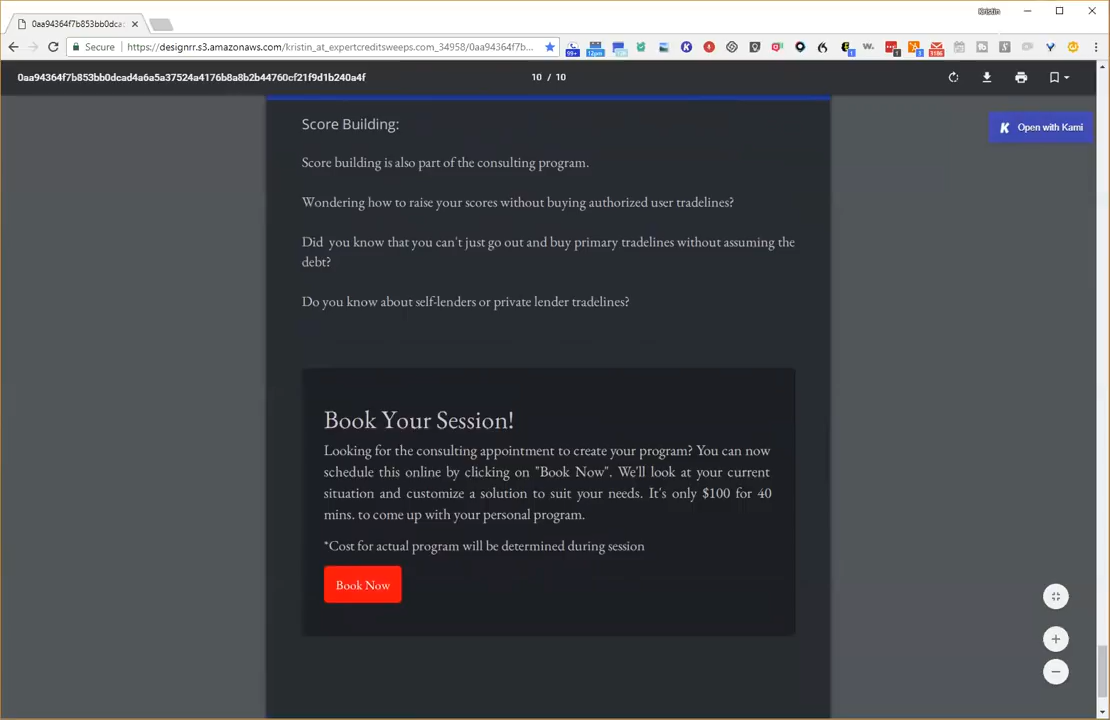 Kristin
0aa94364f7b853bb0dca
Secure
https://designrr.s3.amazonaws.com/kristin_at_expertcreditsweeps.com_34958/0aa94364f7b...
0aa94364f7b853bb0dcad4a6a5a37524a4176b8a8b2b44760cf21f9d1b240a4f
10 / 10
K Open with Kami
Score Building:
Score building is also part of the consulting program.
Wondering how to raise your scores without buying authorized user tradelines?
Did you know that you can't just go out and buy primary tradelines without assuming the
debt?
Do you know about self-lenders or private lender tradelines?
Book Your Session!
Looking for the consulting appointment to create your program? You can now
schedule this online by clicking on "Book Now". We'll look at your current
situation and customize a solution to suit your needs. It's only $100 for 40
mins. to come up with your personal program.
*Cost for actual program will be determined during session
Book Now